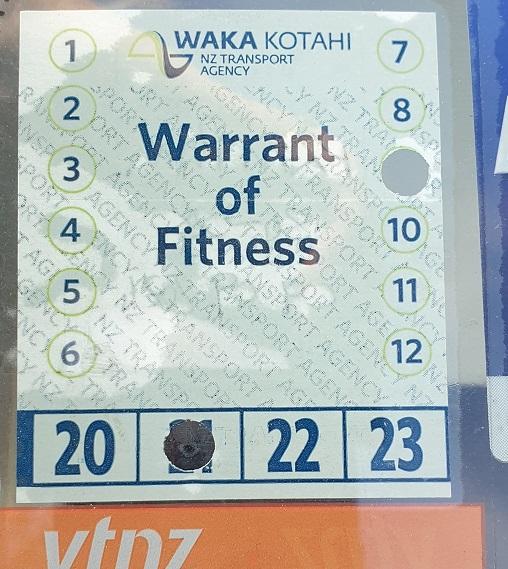 WAKA KOTAHI
NZ TRANSPORT
AGENCY
Warrant
of
Fitness
1
2
3
4
5
6
7
8
10
11
12
20
22
23
vtnz